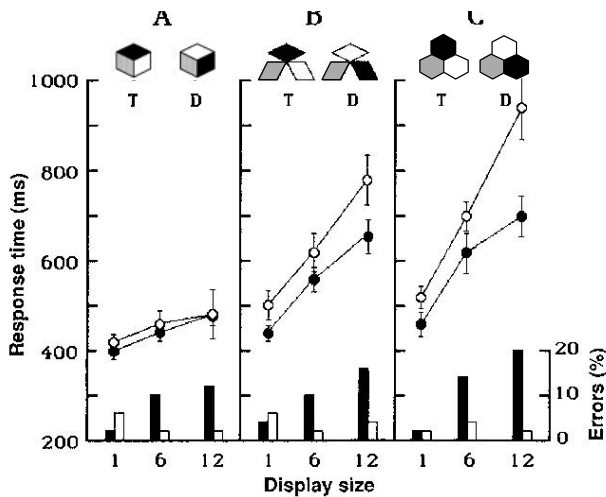 A B C
T D T D T D
1000
800
600
400
200
Response time (ms)
20
10
0
Errors (%)
1 6 12 1 6 12 1 6 12
Display size